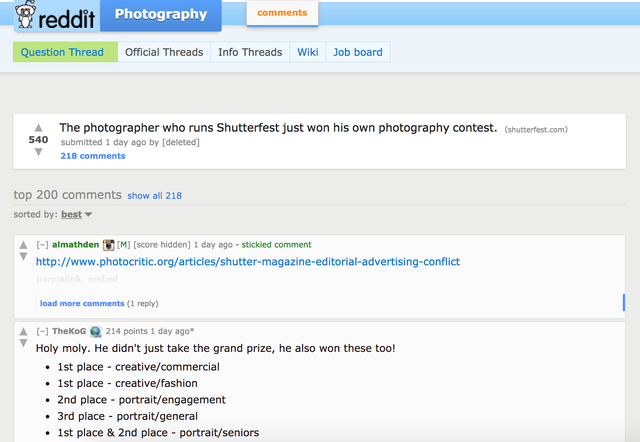 reddit Photography comments
Question Thread Official Threads Info Threads Wiki Job board
The photographer who runs Shutterfest just won his own photography contest. (shutterfest.com)
540 submitted 1 day ago by [deleted]
218 comments
top 200 comments show all 218
sorted by: best
[–] almathden [M] [score hidden] 1 day ago - stickied comment
http://www.photocritic.org/articles/shutter-magazine-editorial-advertising-conflict
permalink embed
load more comments (1 reply)
[–] TheKoG 214 points 1 day ago*
Holy moly. He didn't just take the grand prize, he also won these too!
• 1st place - creative/commercial
• 1st place - creative/fashion
• 2nd place - portrait/engagement
• 3rd place - portrait/general
• 1st place & 2nd place - portrait/seniors